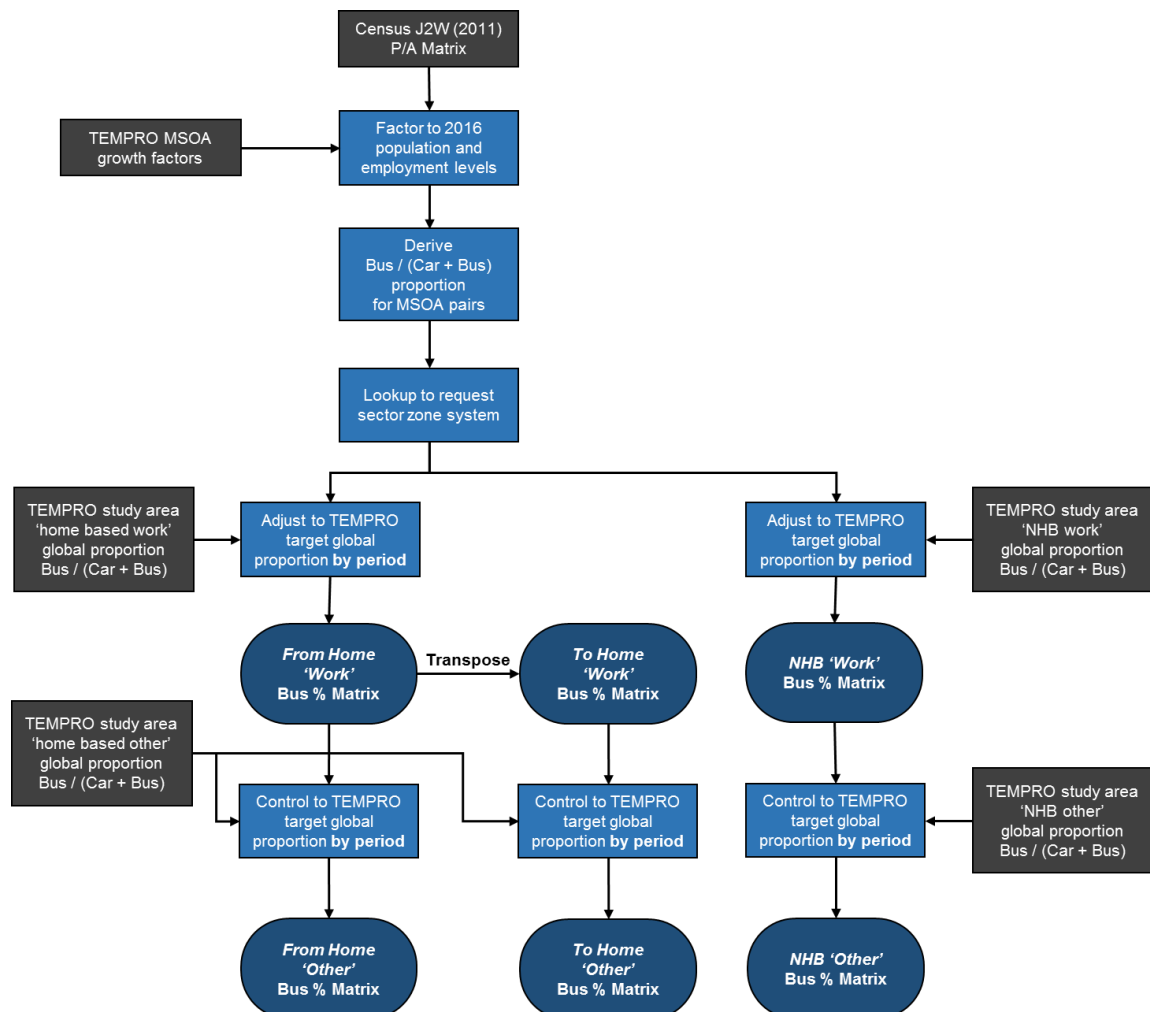 Census J2W (2011)
P/A Matrix
TEMPRO MSOA
growth factors
Factor to 2016
population and
employment levels
Derive
Bus / (Car + Bus)
proportion
for MSOA pairs
Lookup to request
sector zone system
TEMPRO study area
‘home based work’
global proportion
Bus / (Car + Bus)
Adjust to TEMPRO
target global
proportion by period
Adjust to TEMPRO
target global
proportion by period
TEMPRO study area
‘NHB work’
global proportion
Bus / (Car + Bus)
From Home
‘Work’
Bus % Matrix
Transpose
To Home
‘Work’
Bus % Matrix
NHB ‘Work’
Bus % Matrix
TEMPRO study area
‘home based other’
global proportion
Bus / (Car + Bus)
Control to TEMPRO
target global
proportion by period
Control to TEMPRO
target global
proportion by period
Control to TEMPRO
target global
proportion by period
TEMPRO study area
‘NHB other’
global proportion
Bus / (Car + Bus)
From Home
‘Other’
Bus % Matrix
To Home
‘Other’
Bus % Matrix
NHB ‘Other’
Bus % Matrix